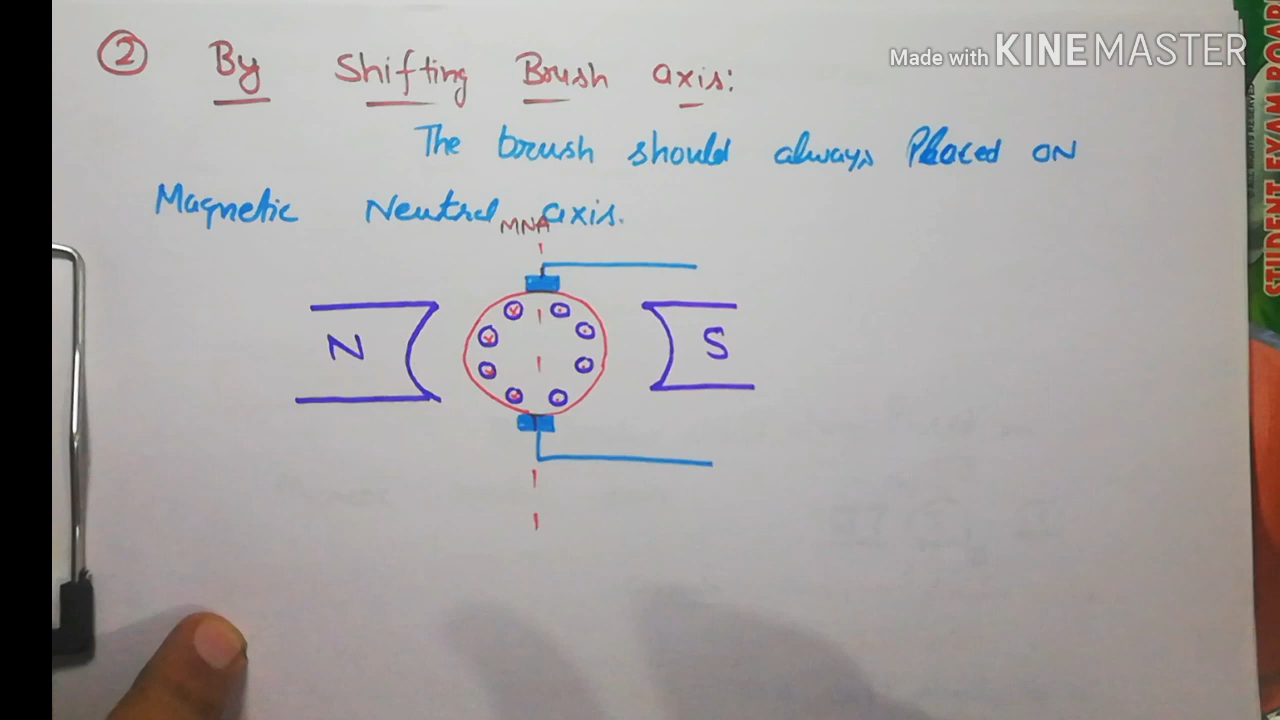 Made with KINEMASTER
② By Shifting Brush axis:
The brush should always Placed ON
Magnetic Neutral axis.
MNA
N
S
STUDENT EXAM BOARD